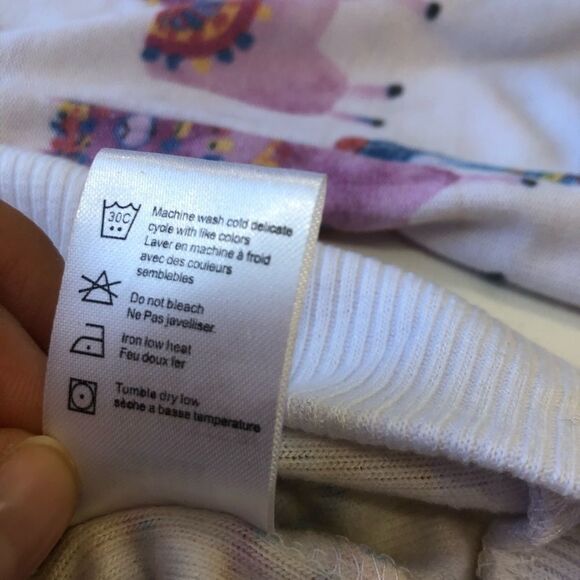 30C
Machine wash cold delicate
cycle with like colors
Laver en machine à froid
avec des couleurs
semblables
Do not bleach
Ne Pas javelliser
Iron low heat
Feu doux fer
Tumble dry low
sèche a basse temperature